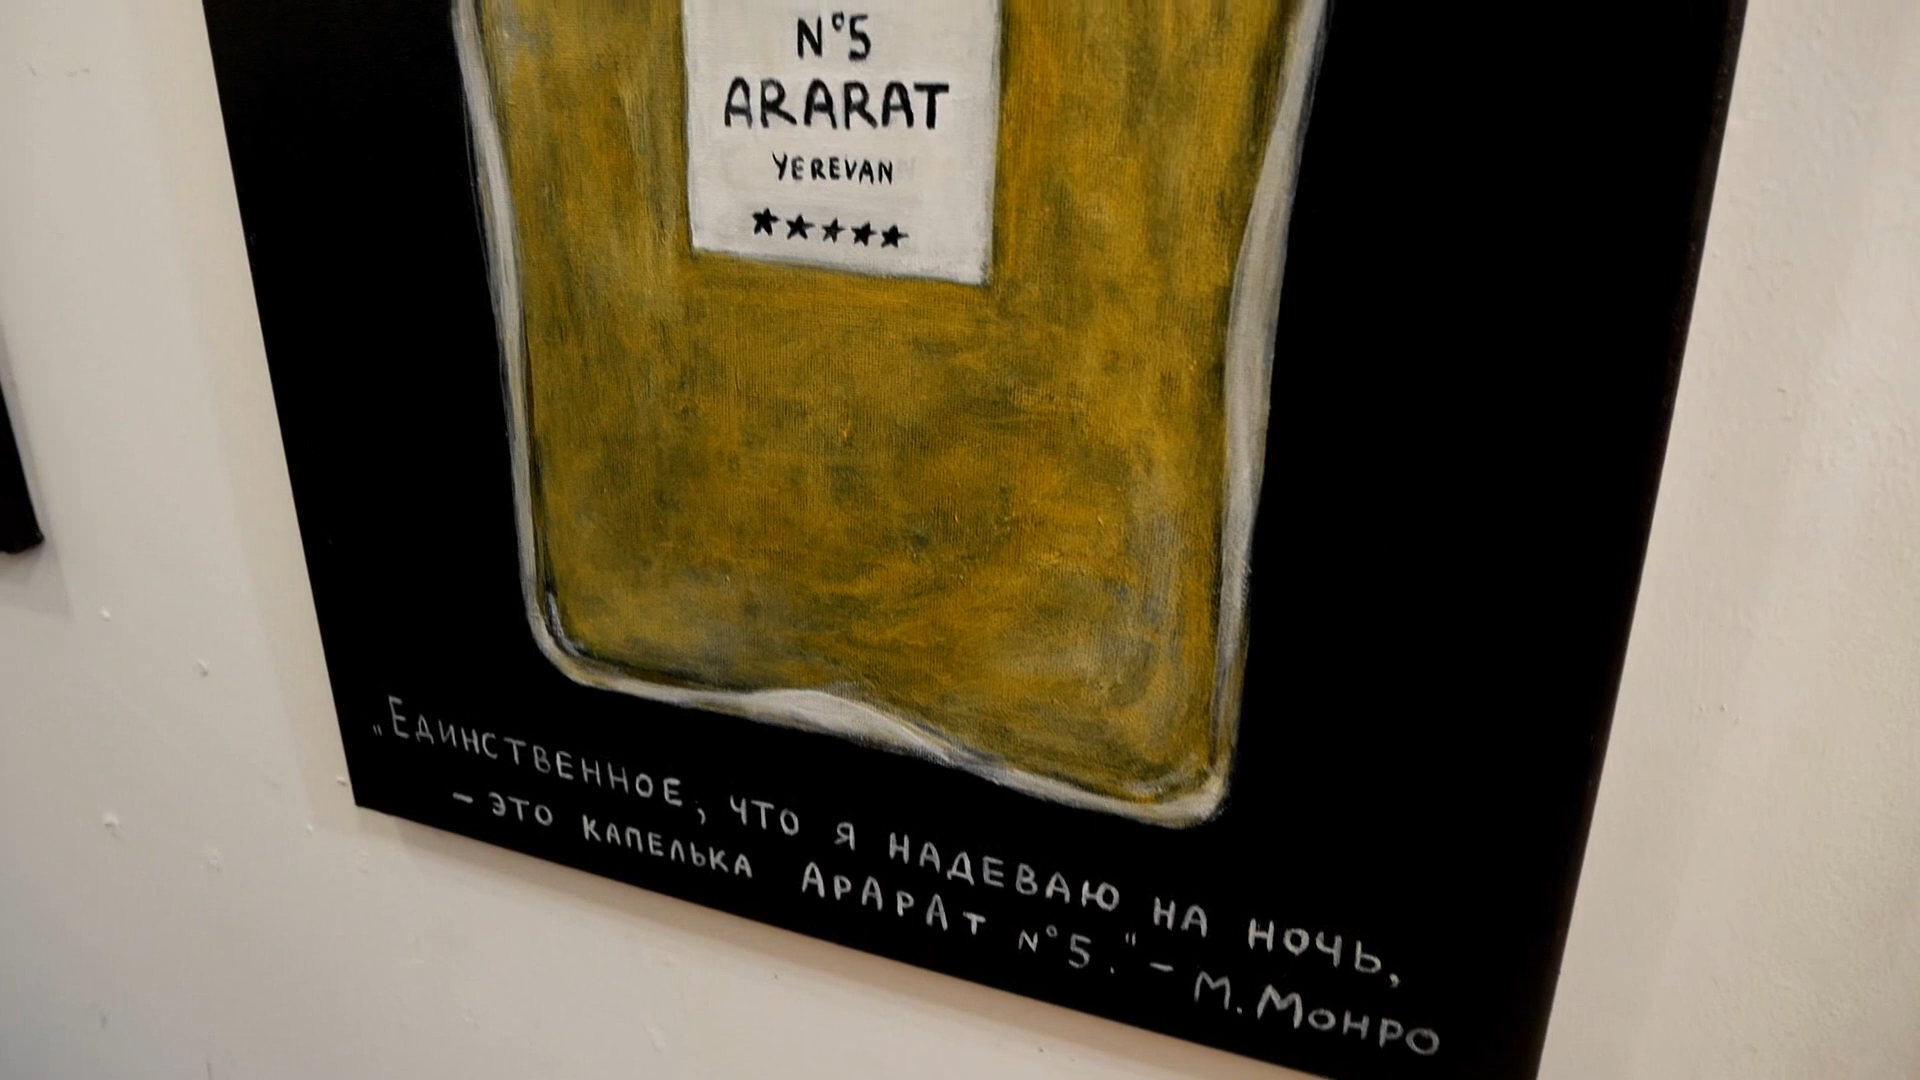 N°5
ARARAT
YEREVAN
★★★★★
„Единственное, что я надеваю на ночь,
– это капелька АРАРАТ N°5." – М. Монро